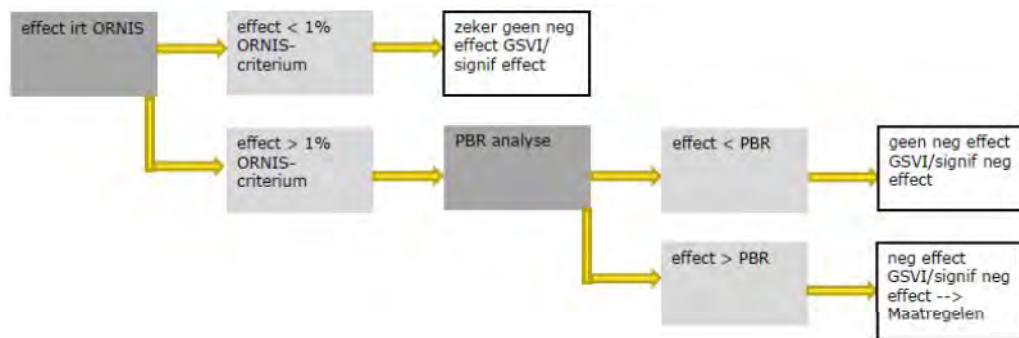 effect irt ORNIS
effect < 1%
ORNIS-
criterium
zeker geen neg
effect GSVI/
signif effect
effect > 1%
ORNIS-
criterium
PBR analyse
effect < PBR
geen neg effect
GSVI/signif neg
effect
effect > PBR
neg effect
GSVI/signif neg
effect -->
Maatregelen